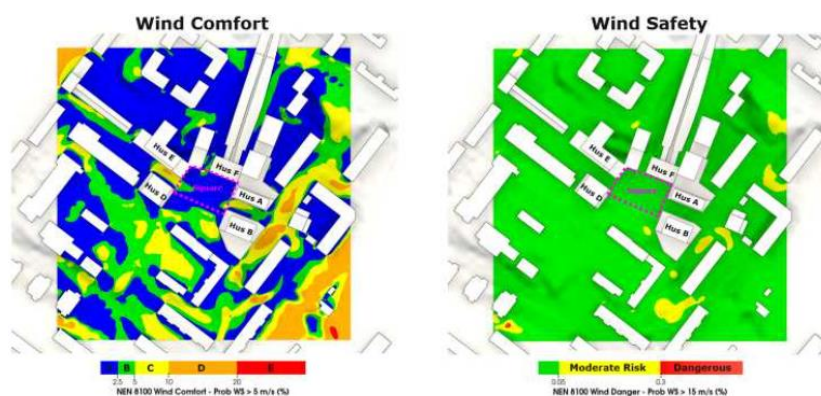 Wind Comfort
Hus E
Hus F
Square
Hus D
Hus A
Hus B
B C D E
2.5 5 10 20
NEN 8100 Wind Comfort - Prob WS > 5 m/s (%)
Wind Safety
Hus E
Hus F
Square
Hus D
Hus A
Hus B
Moderate Risk Dangerous
0.05 0.3
NEN 8100 Wind Danger - Prob WS > 15 m/s (%)